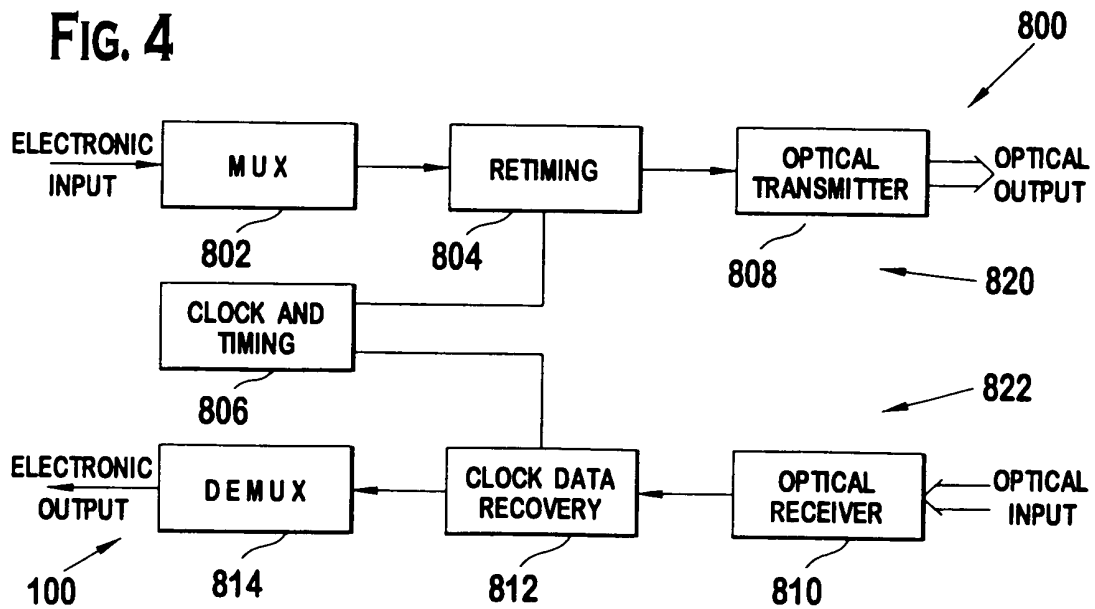 FIG. 4
800
ELECTRONIC
INPUT
MUX
802
RETIMING
804
OPTICAL
TRANSMITTER
808
OPTICAL
OUTPUT
820
CLOCK AND
TIMING
806
822
ELECTRONIC
OUTPUT
100
DEMUX
814
CLOCK DATA
RECOVERY
812
OPTICAL
RECEIVER
810
OPTICAL
INPUT